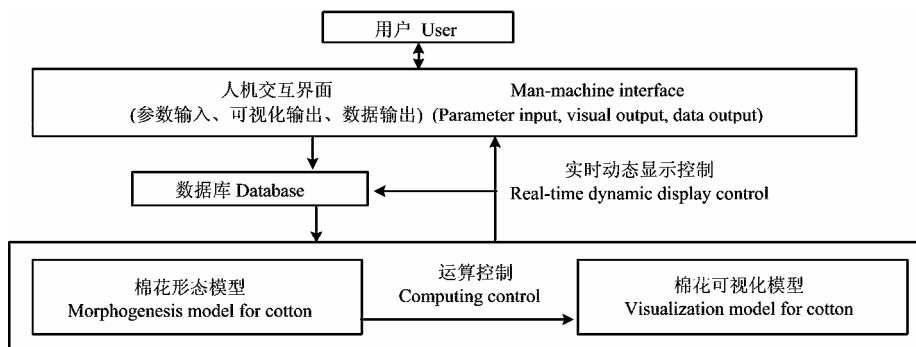 用户 User
人机交互界面 Man-machine interface
(参数输入、可视化输出、数据输出) (Parameter input, visual output, data output)
实时动态显示控制
数据库 Database
Real-time dynamic display control
棉花形态模型
Morphogenesis model for cotton
运算控制
Computing control
棉花可视化模型
Visualization model for cotton